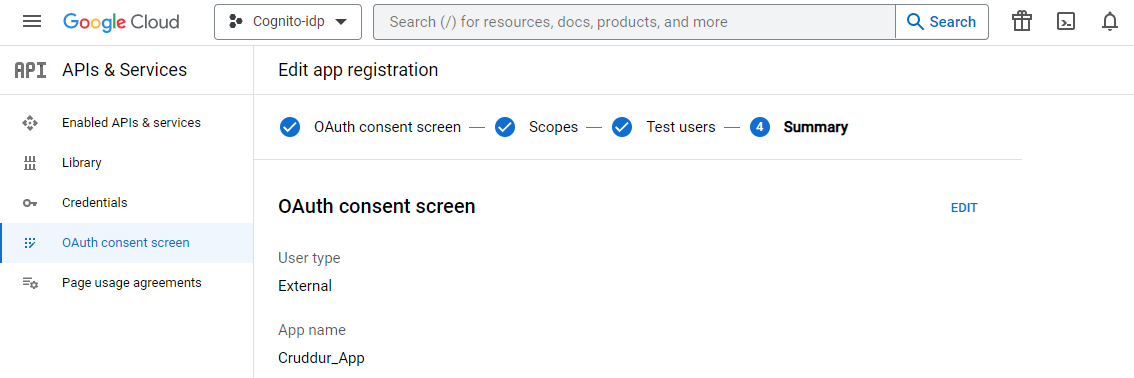 Google Cloud
Cognito-idp
Search (/) for resources, docs, products, and more
Search
API
APIs & Services
Edit app registration
Enabled APIs & services
Library
Credentials
OAuth consent screen
Page usage agreements
OAuth consent screen
Scopes
Test users
4 Summary
OAuth consent screen
EDIT
User type
External
App name
Cruddur_App